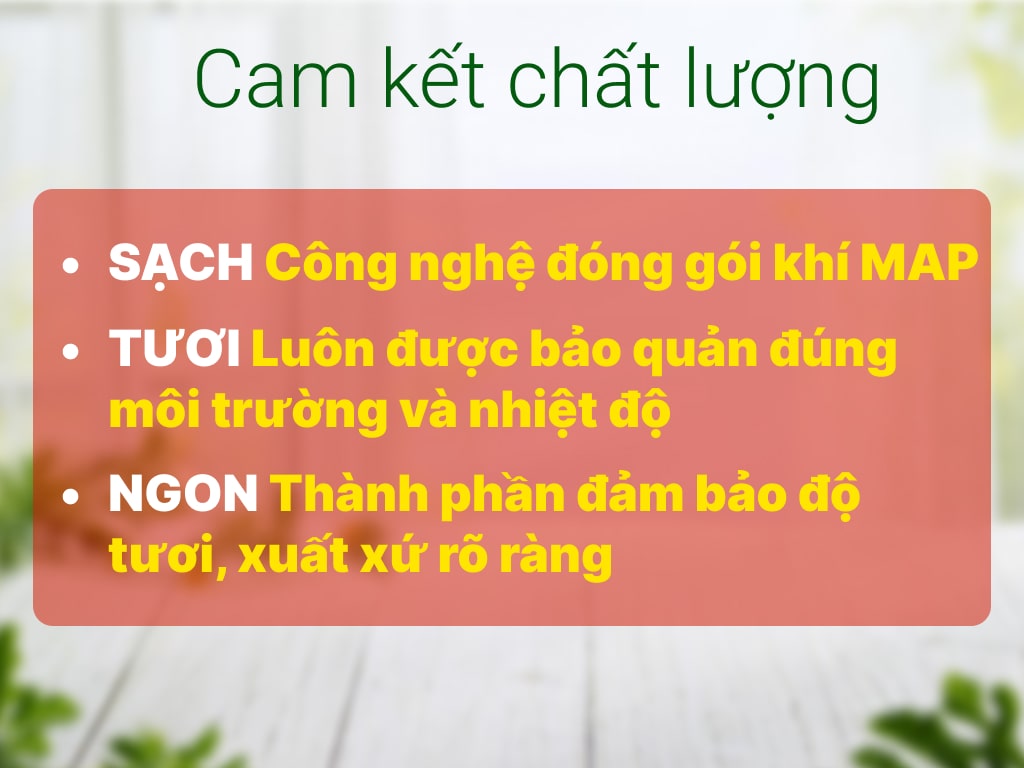 Cam kết chất lượng
• SẠCH Công nghệ đóng gói khí MAP
• TƯƠI Luôn được bảo quản đúng
môi trường và nhiệt độ
• NGON Thành phần đảm bảo độ
tươi, xuất xứ rõ ràng